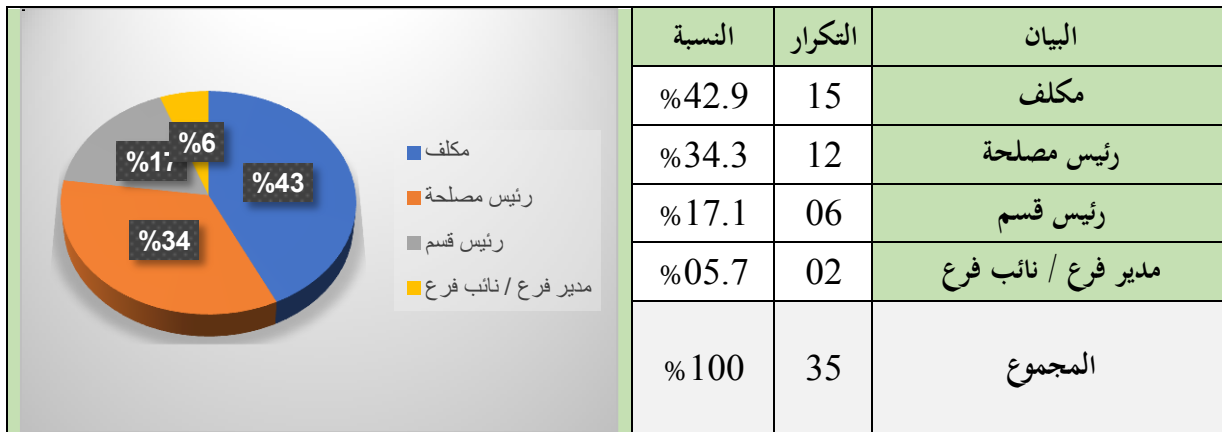 البيان التكرار النسبة
مكلف 15 %42.9
رئيس مصلحة 12 %34.3
رئيس قسم 06 %17.1
مدير فرع / نائب فرع 02 %05.7
المجموع 35 %100
%6
%17
%43
%34
مكلف
رئيس مصلحة
رئيس قسم
مدير فرع / نائب فرع